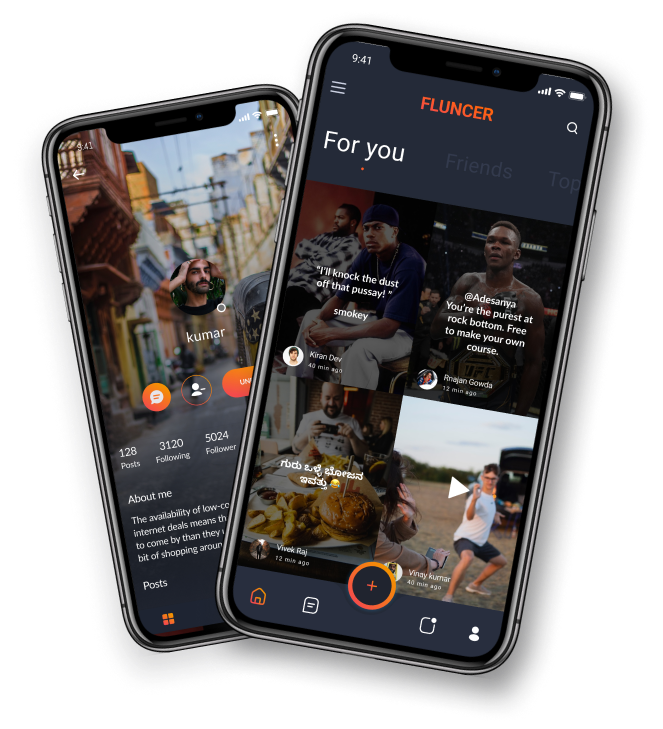 9:41
kumar
UN
128
Posts
3120
Following
5024
Follower
About me
The availability of low-co
internet deals means th
to come by than they
bit of shopping aroun
Posts
9:41
FLUNCER
For you
Friends
Top
"I'll knock the dust
off that pussay! "
smokey
Kiran Dev
40 min ago
@Adesanya
You're the purest at
rock bottom. Free
to make your own
course.
Rnajan Gowda
12 min ago
ಗುರು ಒಳ್ಳೆ ಭೋಜನ
ಇವತ್ತು 😂
Vivek Raj
12 min ago
Vinay kumar
40 min ago